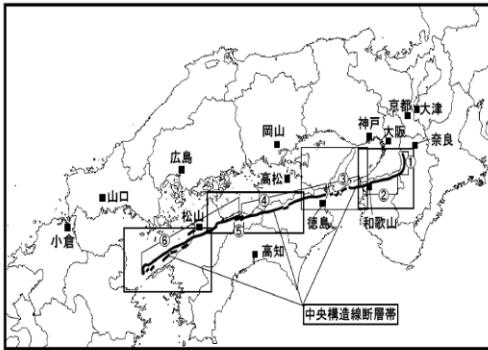 京都
大津
神戸
大阪
奈良
岡山
広島
高松
①
③
②
山口
④
松山
⑤
徳島
和歌山
小倉
⑥
高知
中央構造線断層帯